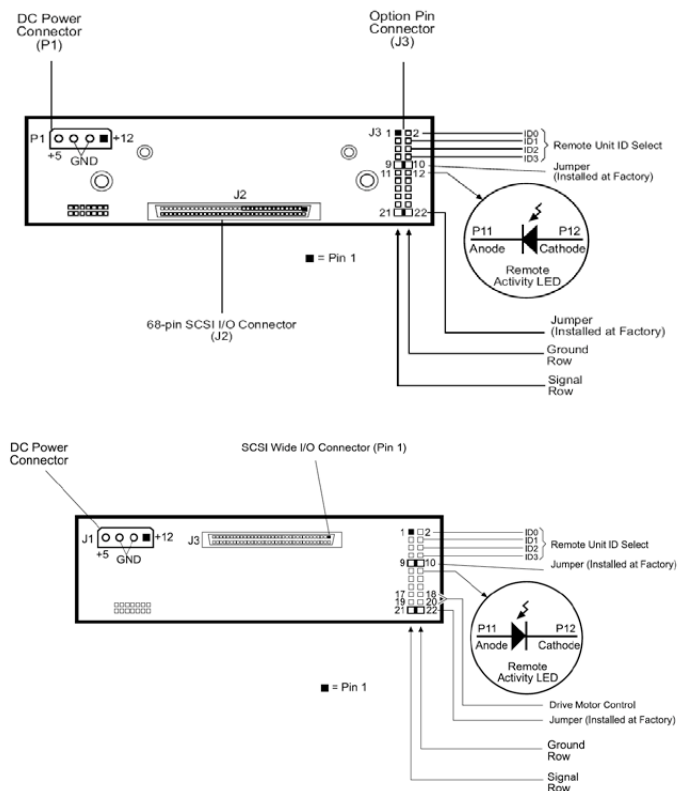 DC Power
Connector
(P1)
Option Pin
Connector
(J3)
P1
+12
+5
GND
J3
1
2
ID0
ID1
ID2
ID3
Remote Unit ID Select
9
10
Jumper
(Installed at Factory)
11
12
J2
21
22
P11
P12
Anode
Cathode
Remote
Activity LED
■ = Pin 1
68-pin SCSI I/O Connector
(J2)
Jumper
(Installed at Factory)
Ground
Row
Signal
Row
DC Power
Connector
SCSI Wide I/O Connector (Pin 1)
J1
+12
+5
GND
J3
1
2
ID0
ID1
ID2
ID3
Remote Unit ID Select
9
10
Jumper (Installed at Factory)
17
18
19
20
21
22
P11
P12
Anode
Cathode
Remote
Activity LED
■ = Pin 1
Drive Motor Control
Jumper (Installed at Factory)
Ground
Row
Signal
Row